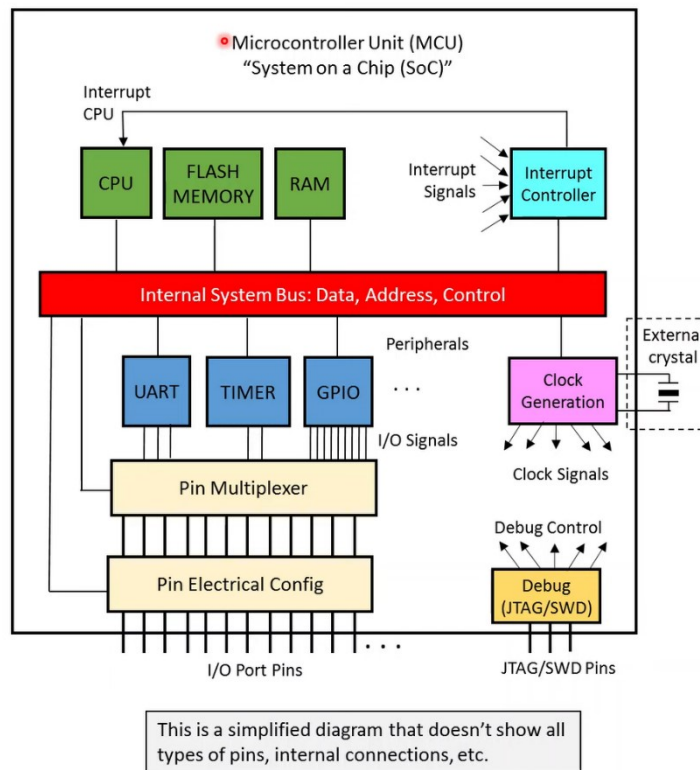 Microcontroller Unit (MCU)
“System on a Chip (SoC)”
Interrupt
CPU
CPU
FLASH
MEMORY
RAM
Interrupt
Signals
Interrupt
Controller
Internal System Bus: Data, Address, Control
Peripherals
External
crystal
UART
TIMER
GPIO
. . .
Clock
Generation
I/O Signals
Clock Signals
Pin Multiplexer
Debug Control
Pin Electrical Config
Debug
(JTAG/SWD)
. . . .
I/O Port Pins
JTAG/SWD Pins
This is a simplified diagram that doesn’t show all
types of pins, internal connections, etc.